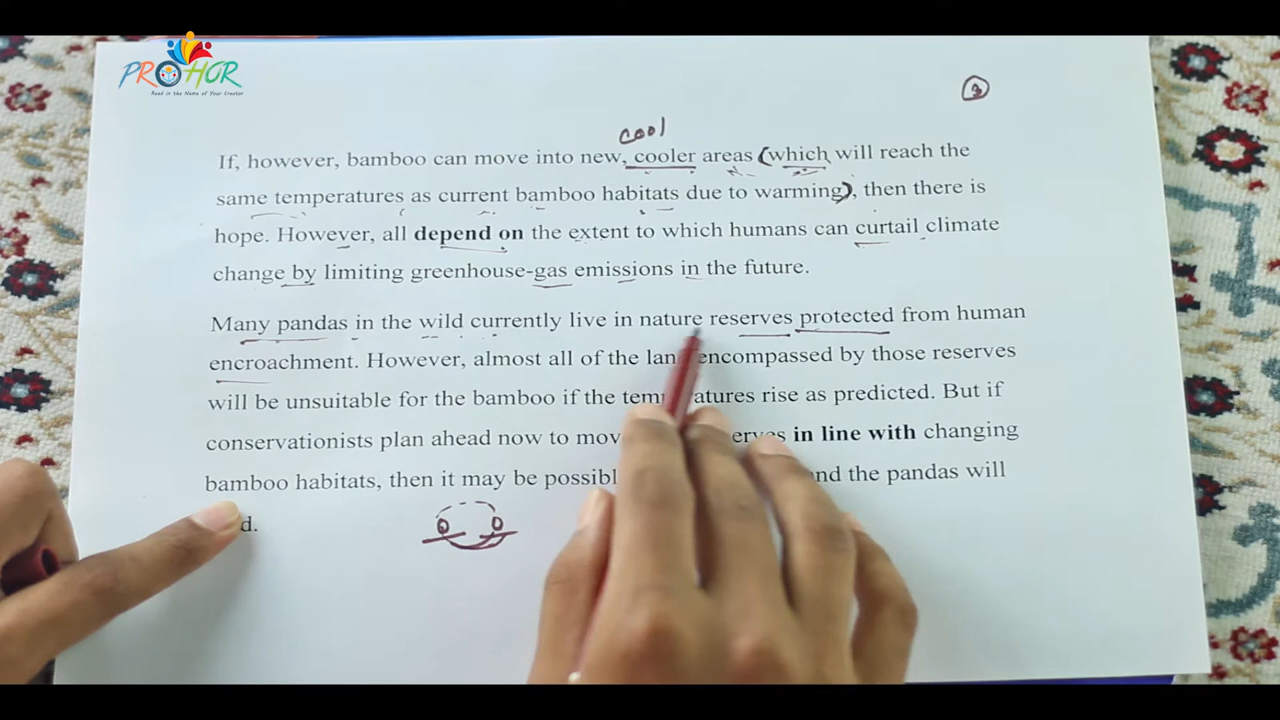 PROHOR
Read in the Name of Your Creator
3
cool
If, however, bamboo can move into new, cooler areas (which will reach the
same temperatures as current bamboo habitats due to warming), then there is
hope. However, all depend on the extent to which humans can curtail climate
change by limiting greenhouse-gas emissions in the future.
Many pandas in the wild currently live in nature reserves protected from human
encroachment. However, almost all of the land encompassed by those reserves
will be unsuitable for the bamboo if the temperatures rise as predicted. But if
conservationists plan ahead now to in line with changing
bamboo habitats, then it may be the pandas will